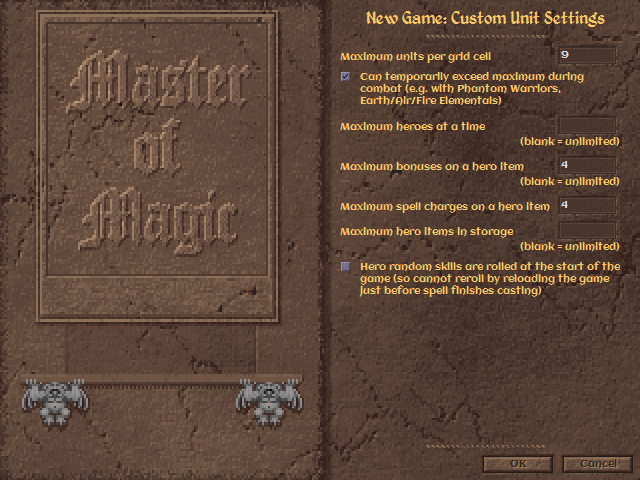 Master
of
Magic
New Game: Custom Unit Settings
Maximum units per grid cell 9
Can temporarily exceed maximum during
combat (e.g. with Phantom Warriors,
Earth/Air/Fire Elementals)
Maximum heroes at a time
(blank = unlimited)
Maximum bonuses on a hero item 4
(blank = unlimited)
Maximum spell charges on a hero item 4
Maximum hero items in storage
(blank = unlimited)
Hero random skills are rolled at the start of the
game (so cannot reroll by reloading the game
just before spell finishes casting)
OK Cancel